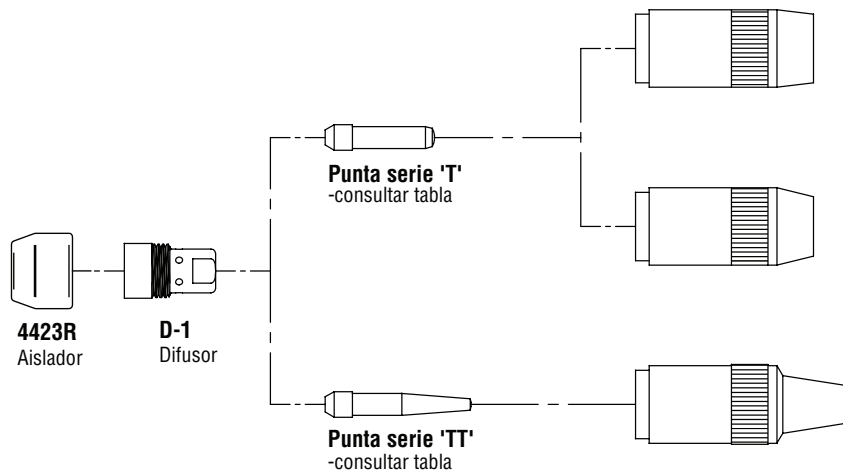 Punta serie 'T'
-consultar tabla
4423R
Aislador
D-1
Difusor
Punta serie 'TT'
-consultar tabla